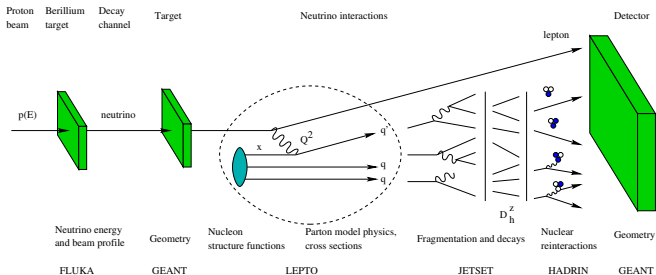 Proton beam
Berillium target
Decay channel
Target
Neutrino interactions
Detector
lepton
p(E)
neutrino
Q²
x
q'
q
q
D h z
Neutrino energy and beam profile
Geometry
Nucleon structure functions
Parton model physics, cross sections
Fragmentation and decays
Nuclear reinteractions
Geometry
FLUKA
GEANT
LEPTO
JETSET
HADRIN
GEANT